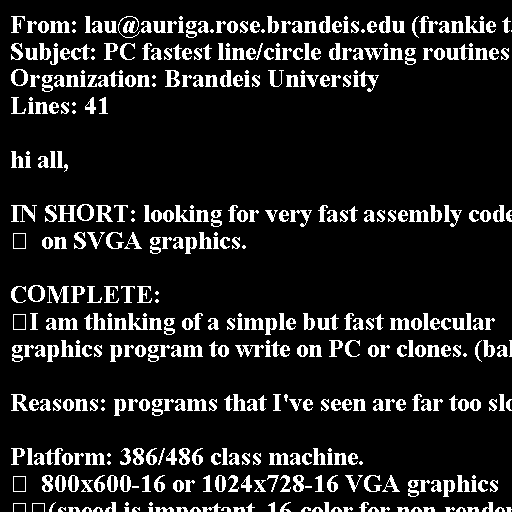 From: lau@auriga.rose.brandeis.edu (frankie t.
Subject: PC fastest line/circle drawing routines
Organization: Brandeis University
Lines: 41
hi all,
IN SHORT: looking for very fast assembly code
on SVGA graphics.
COMPLETE:
I am thinking of a simple but fast molecular
graphics program to write on PC or clones. (bal
Reasons: programs that I've seen are far too slo
Platform: 386/486 class machine.
800x600-16 or 1024x728-16 VGA graphics
(speed is important, 16-color for non-render